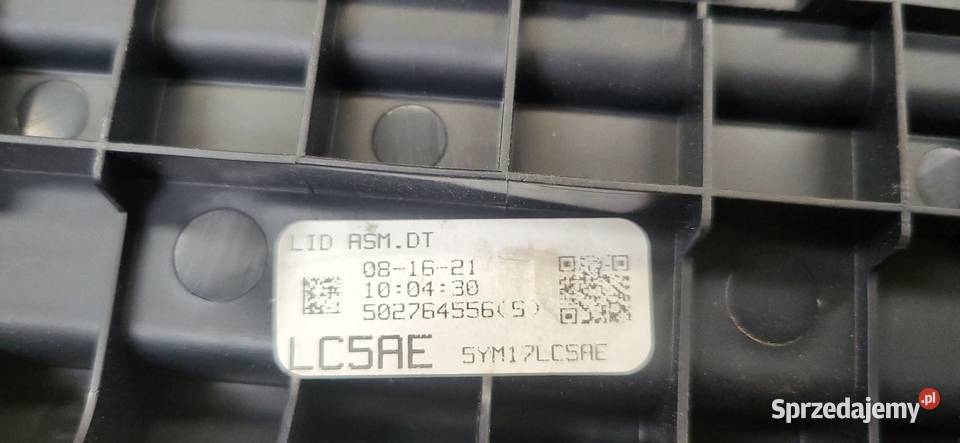 LID ASM.DT
08-16-21
10:04:30
502764556(S)
LC5AE
5YM17LC5AE
Sprzedajemy.pl